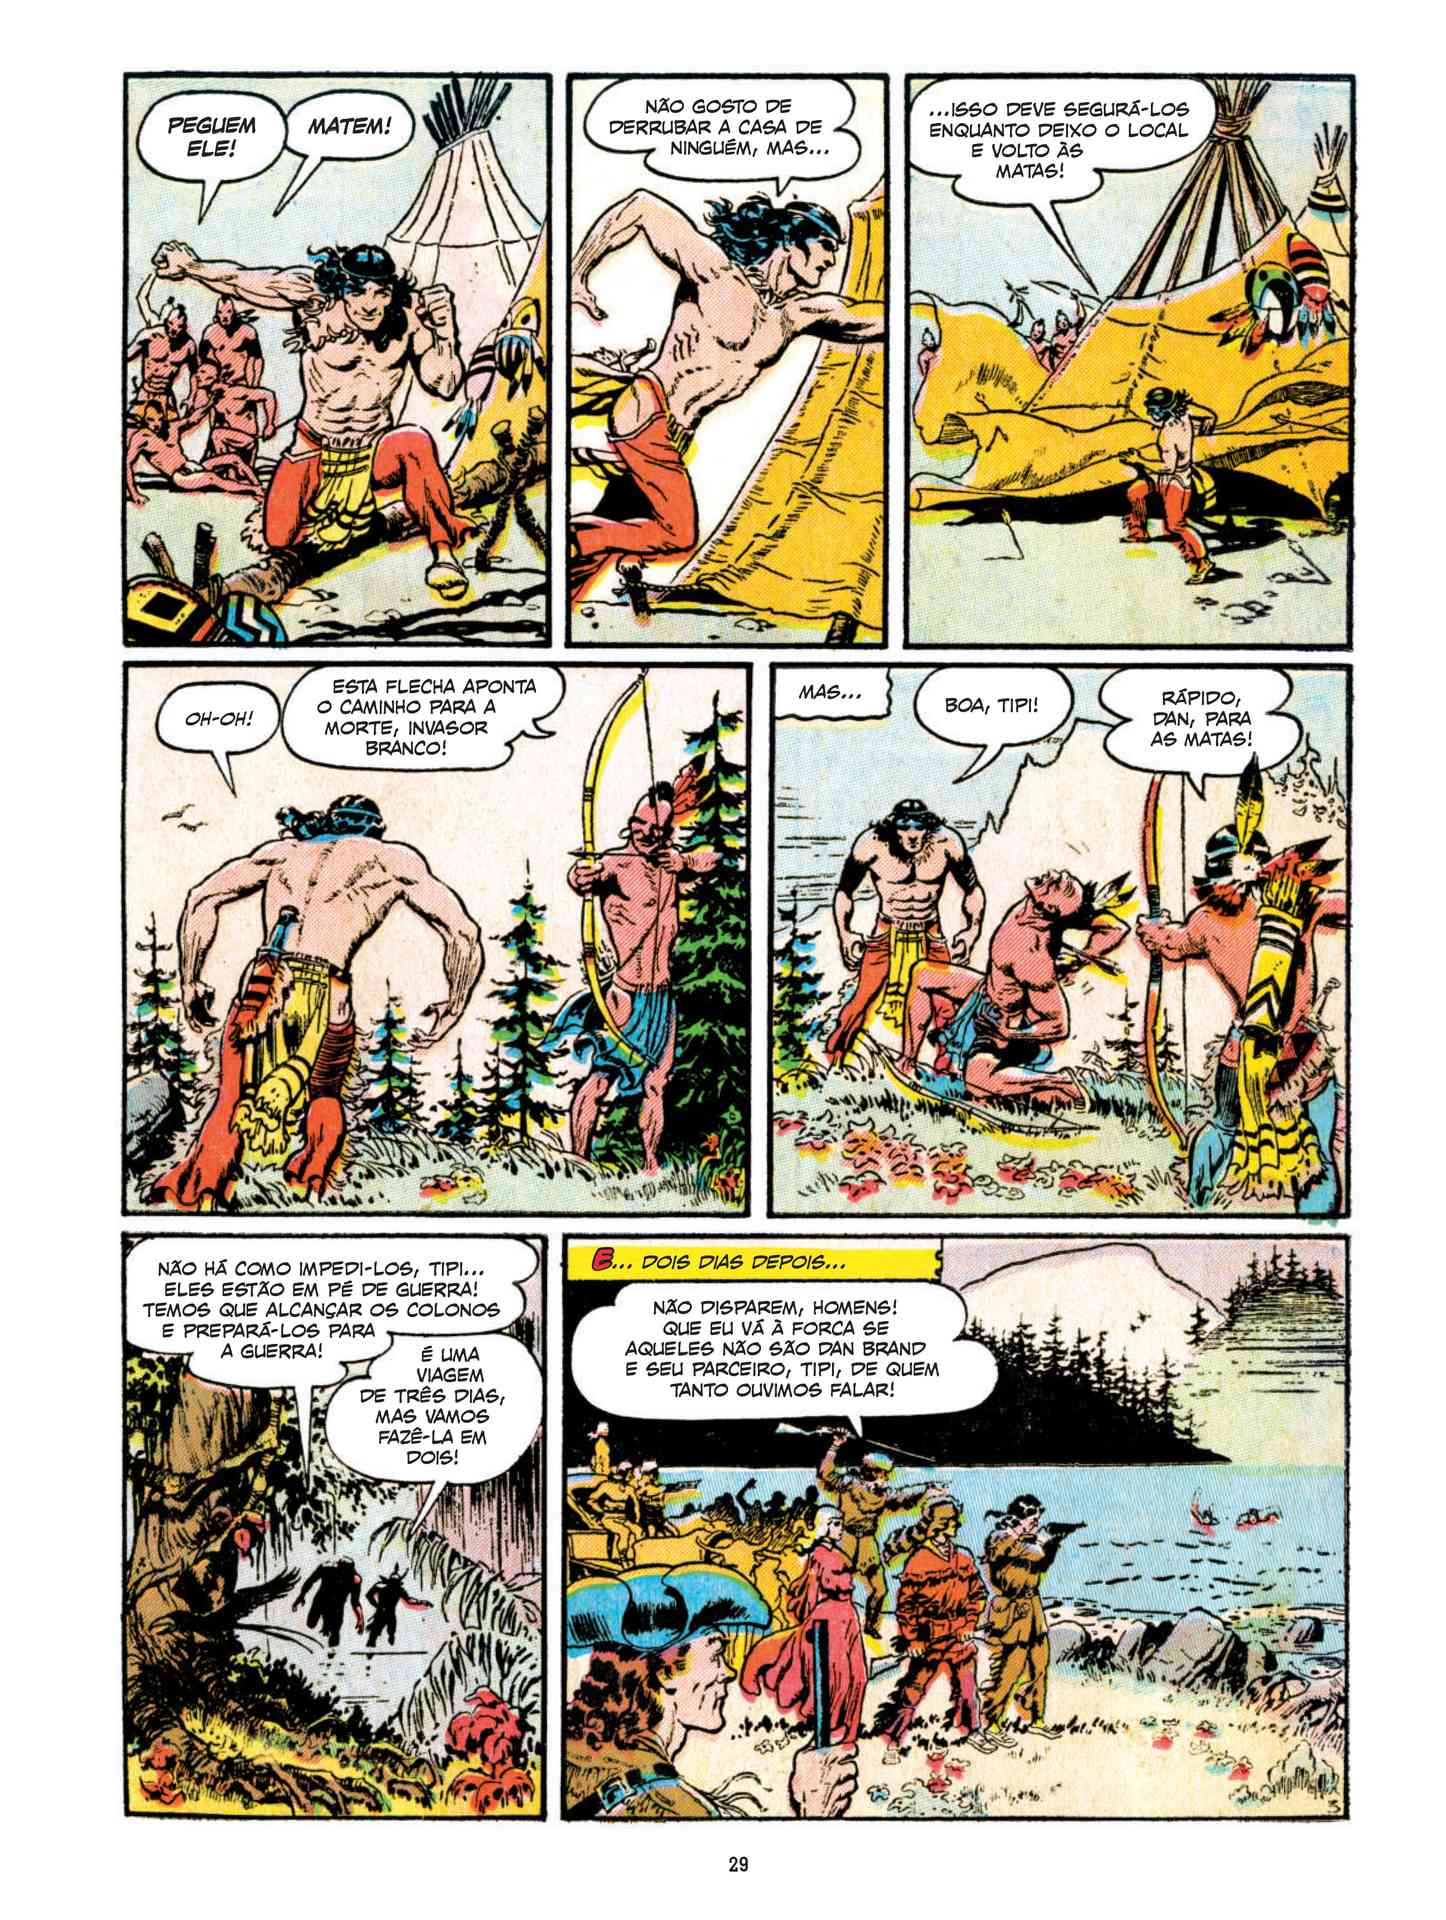 PEGUEM
ELE!
MATEM!
NÃO GOSTO DE
DERRUBAR A CASA DE
NINGUÉM, MAS...
...ISSO DEVE SEGURÁ-LOS
ENQUANTO DEIXO O LOCAL
E VOLTO ÀS
MATAS!
OH-OH!
ESTA FLECHA APONTA
O CAMINHO PARA A
MORTE, INVASOR
BRANCO!
MAS...
BOA, TIPI!
RÁPIDO,
DAN, PARA
AS MATAS!
NÃO HÁ COMO IMPEDI-LOS, TIPI...
ELES ESTÃO EM PÉ DE GUERRA!
TEMOS QUE ALCANÇAR OS COLONOS
E PREPARÁ-LOS PARA
A GUERRA!
É UMA
VIAGEM
DE TRÊS DIAS,
MAS VAMOS
FAZÊ-LA EM
DOIS!
E... DOIS DIAS DEPOIS...
NÃO DISPAREM, HOMENS!
QUE EU VÁ À FORCA SE
AQUELES NÃO SÃO DAN BRAND
E SEU PARCEIRO, TIPI, DE QUEM
TANTO OUVIMOS FALAR!
3
29